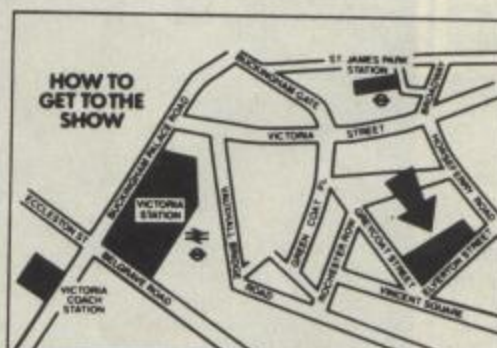 HOW TO
GET TO THE
SHOW
ST. JAMES PARK
STATION
BUCKINGHAM GATE
BROADWAY
BUCKINGHAM PALACE ROAD
VICTORIA STREET
HORSEFERRY ROAD
VICTORIA
STATION
VAUXHALL BRIDGE
ROAD
GREEN COAT PL
ROCHESTER ROW
GREYCOAT STREET
ELVERTON STREET
ECCLESTON ST
BELGRAVE ROAD
VINCENT SQUARE
VICTORIA
COACH
STATION